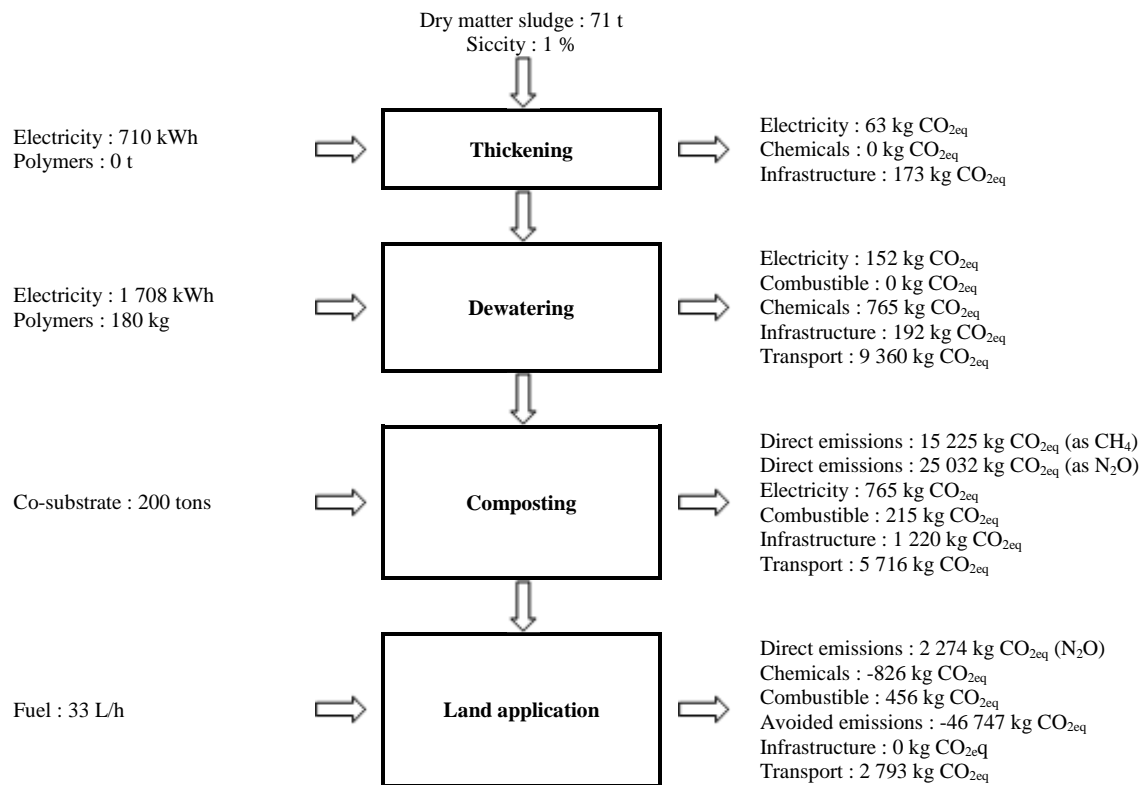 Dry matter sludge : 71 t
Siccity : 1 %
Electricity : 710 kWh
Polymers : 0 t
Thickening
Electricity : 63 kg CO2eq
Chemicals : 0 kg CO2eq
Infrastructure : 173 kg CO2eq
Electricity : 1 708 kWh
Polymers : 180 kg
Dewatering
Electricity : 152 kg CO2eq
Combustible : 0 kg CO2eq
Chemicals : 765 kg CO2eq
Infrastructure : 192 kg CO2eq
Transport : 9 360 kg CO2eq
Co-substrate : 200 tons
Composting
Direct emissions : 15 225 kg CO2eq (as CH4)
Direct emissions : 25 032 kg CO2eq (as N2O)
Electricity : 765 kg CO2eq
Combustible : 215 kg CO2eq
Infrastructure : 1 220 kg CO2eq
Transport : 5 716 kg CO2eq
Fuel : 33 L/h
Land application
Direct emissions : 2 274 kg CO2eq (N2O)
Chemicals : -826 kg CO2eq
Combustible : 456 kg CO2eq
Avoided emissions : -46 747 kg CO2eq
Infrastructure : 0 kg CO2eq
Transport : 2 793 kg CO2eq